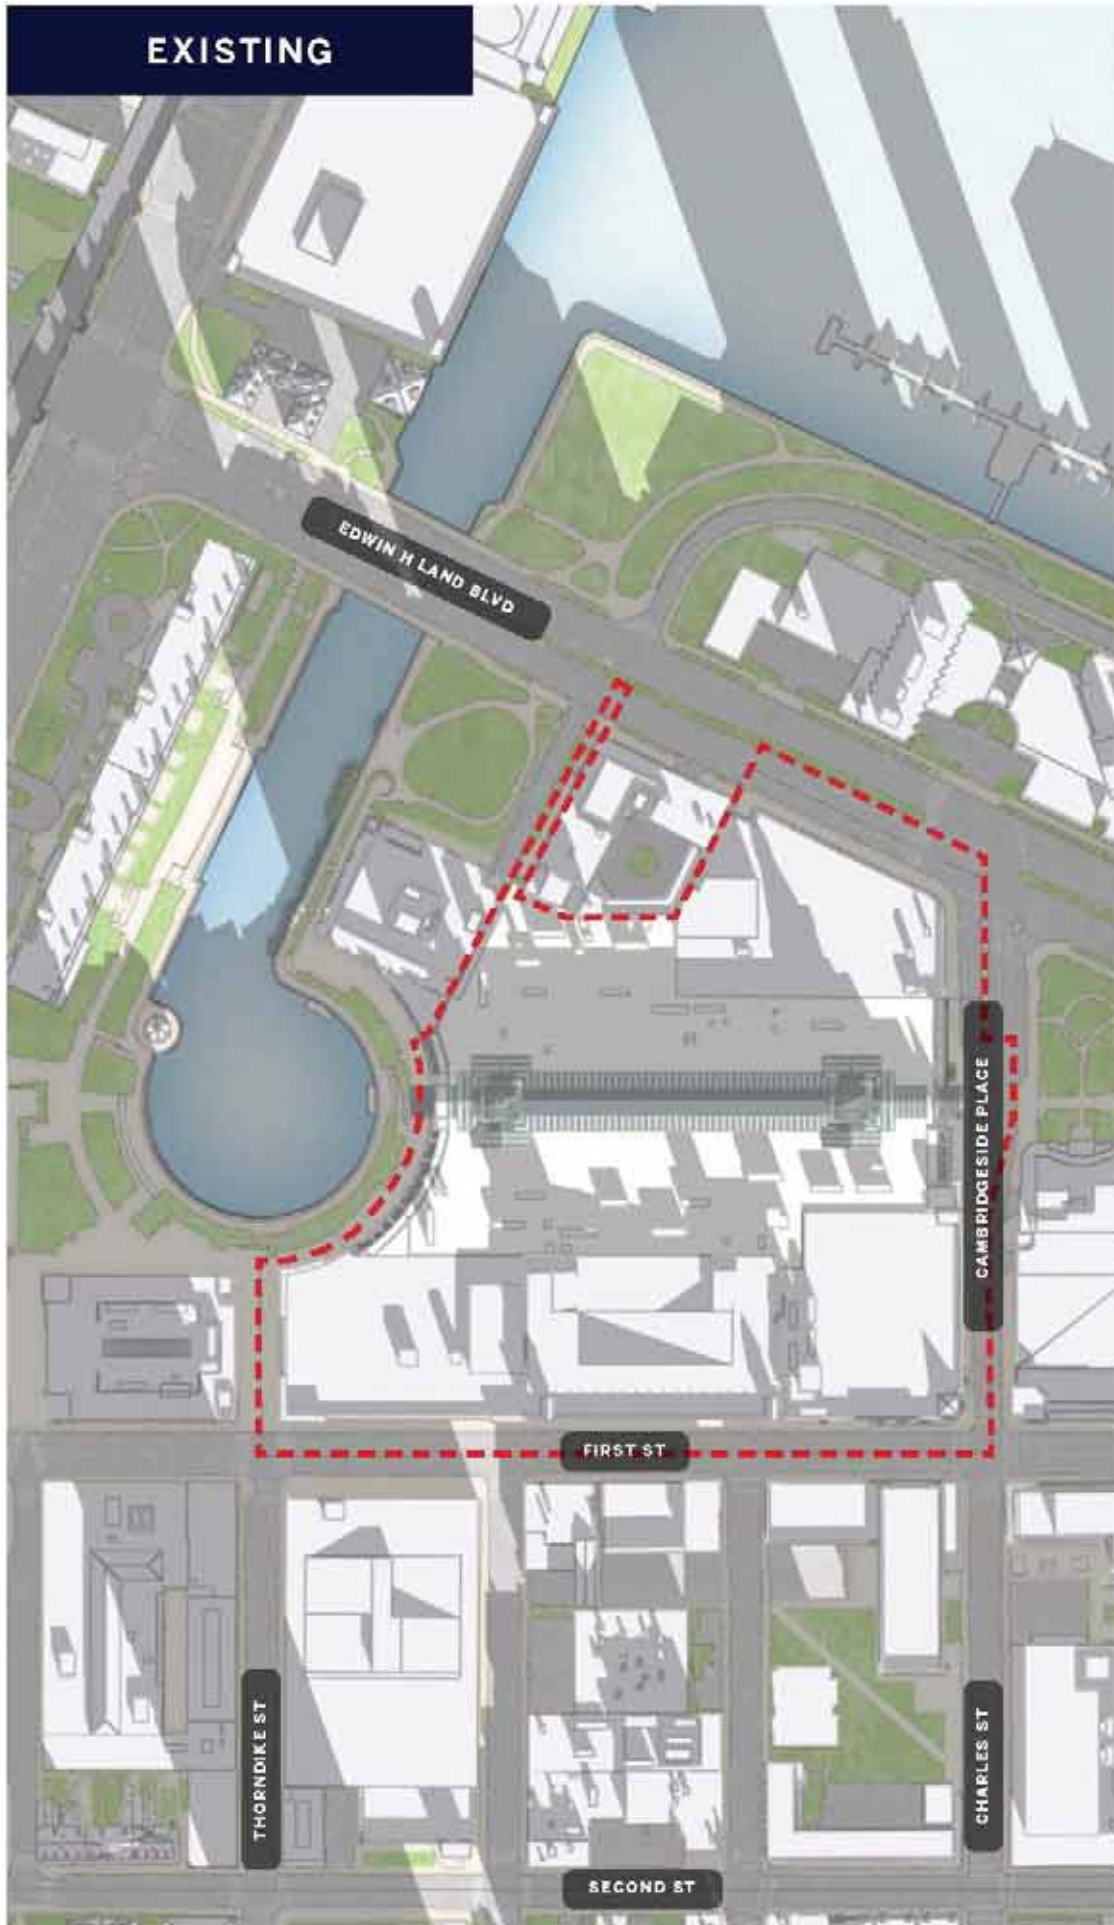 EXISTING
EDWIN H LAND BLVD
CAMBRIDGESIDE PLACE
FIRST ST
THORNDIKE ST
CHARLES ST
SECOND ST